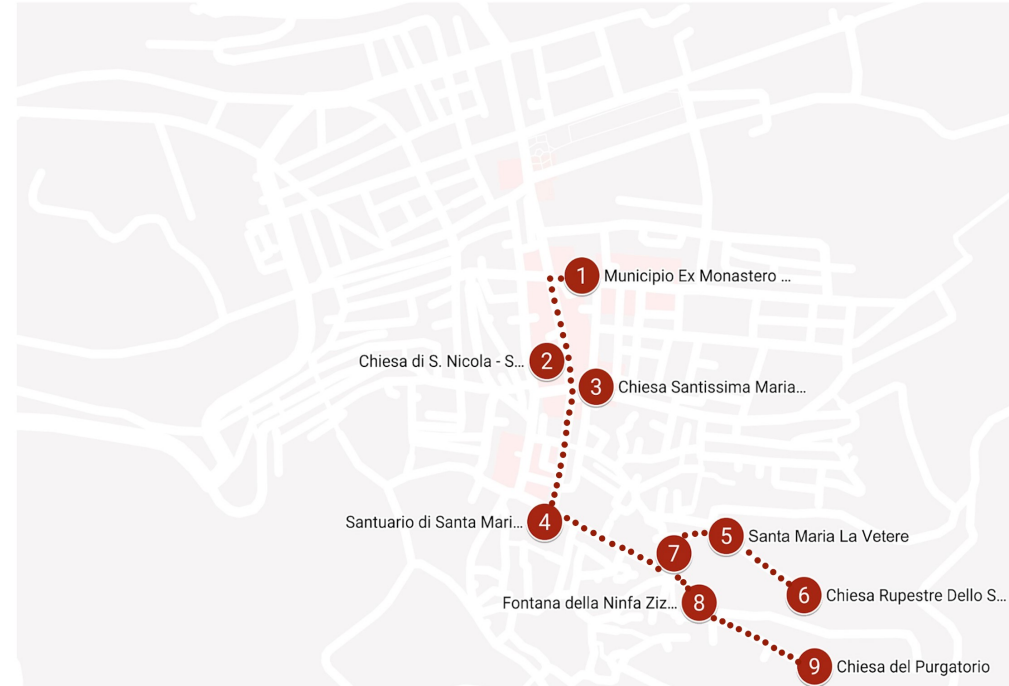 1 Municipio Ex Monastero ...
Chiesa di S. Nicola - S... 2
3 Chiesa Santissima Maria...
Santuario di Santa Mari... 4
5 Santa Maria La Vetere
7
6 Chiesa Rupestre Dello S...
Fontana della Ninfa Ziz... 8
9 Chiesa del Purgatorio